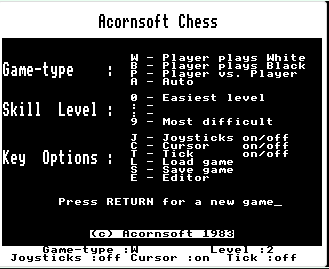 Acornsoft Chess
W - Player plays White
B - Player plays Black
Game-type : P - Player vs. Player
A - Auto
0 - Easiest level
Skill Level : : -
: -
9 - Most difficult
J - Joysticks on/off
C - Cursor on/off
Key Options : T - Tick on/off
L - Load game
S - Save game
E - Editor
Press RETURN for a new game_
(c) Acornsoft 1983
Game-type :W Level :2
Joysticks :off Cursor :on Tick :off